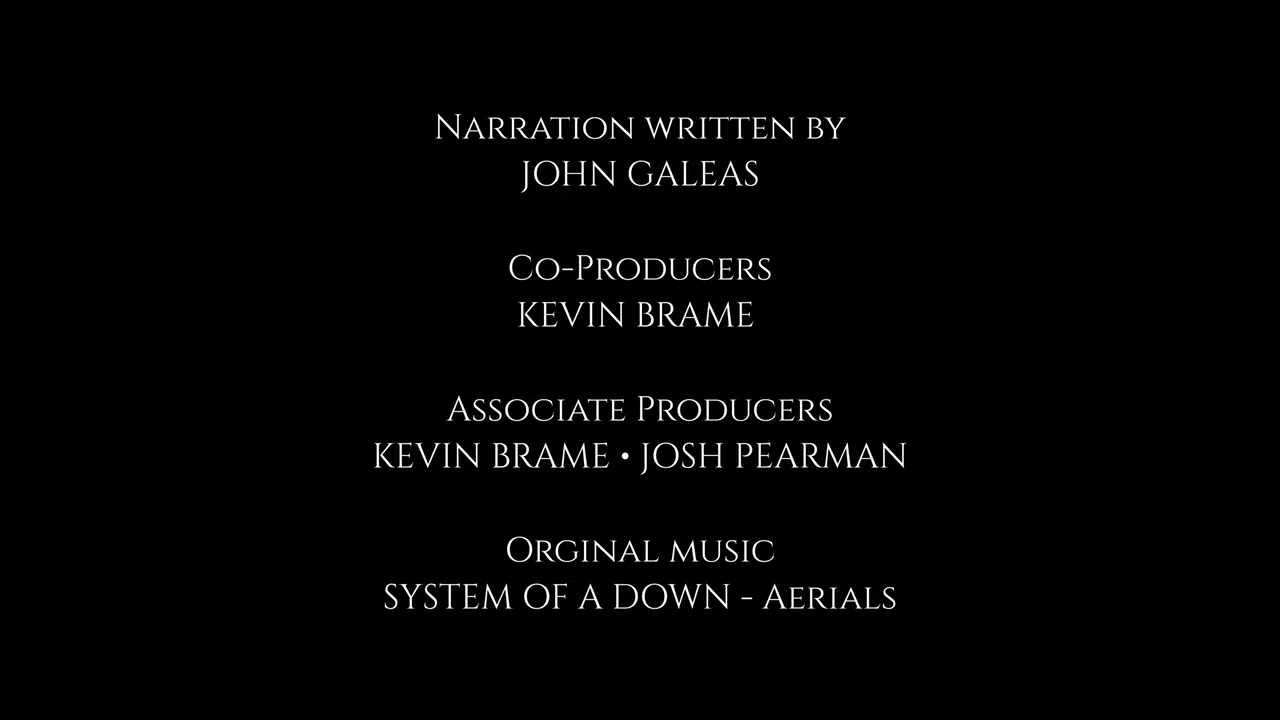 Narration written by
JOHN GALEAS
Co-Producers
KEVIN BRAME
Associate Producers
KEVIN BRAME • JOSH PEARMAN
Orginal music
SYSTEM OF A DOWN - Aerials